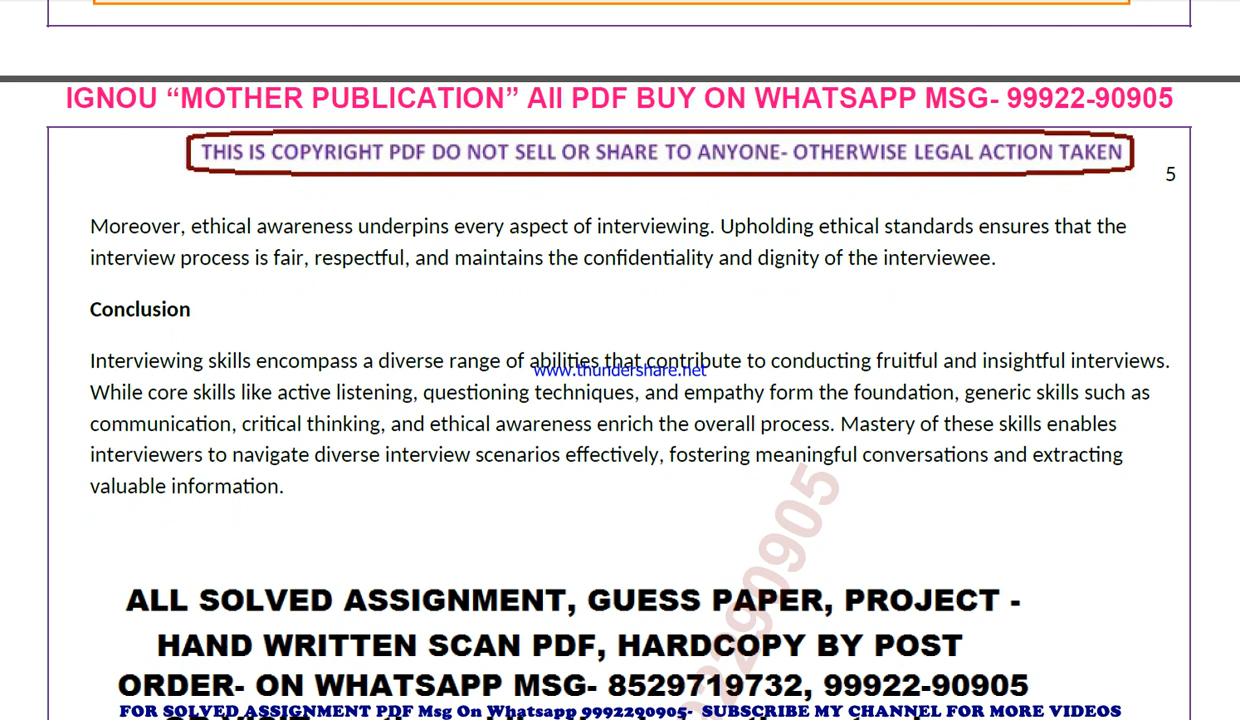 IGNOU “MOTHER PUBLICATION” All PDF BUY ON WHATSAPP MSG- 99922-90905
THIS IS COPYRIGHT PDF DO NOT SELL OR SHARE TO ANYONE- OTHERWISE LEGAL ACTION TAKEN
5
Moreover, ethical awareness underpins every aspect of interviewing. Upholding ethical standards ensures that the
interview process is fair, respectful, and maintains the confidentiality and dignity of the interviewee.
Conclusion
Interviewing skills encompass a diverse range of abilities that contribute to conducting fruitful and insightful interviews.
www.thundershare.net
While core skills like active listening, questioning techniques, and empathy form the foundation, generic skills such as
communication, critical thinking, and ethical awareness enrich the overall process. Mastery of these skills enables
interviewers to navigate diverse interview scenarios effectively, fostering meaningful conversations and extracting
valuable information.
ALL SOLVED ASSIGNMENT, GUESS PAPER, PROJECT -
HAND WRITTEN SCAN PDF, HARDCOPY BY POST
ORDER- ON WHATSAPP MSG- 8529719732, 99922-90905
FOR SOLVED ASSIGNMENT PDF Msg On Whatsapp 9992290905- SUBSCRIBE MY CHANNEL FOR MORE VIDEOS